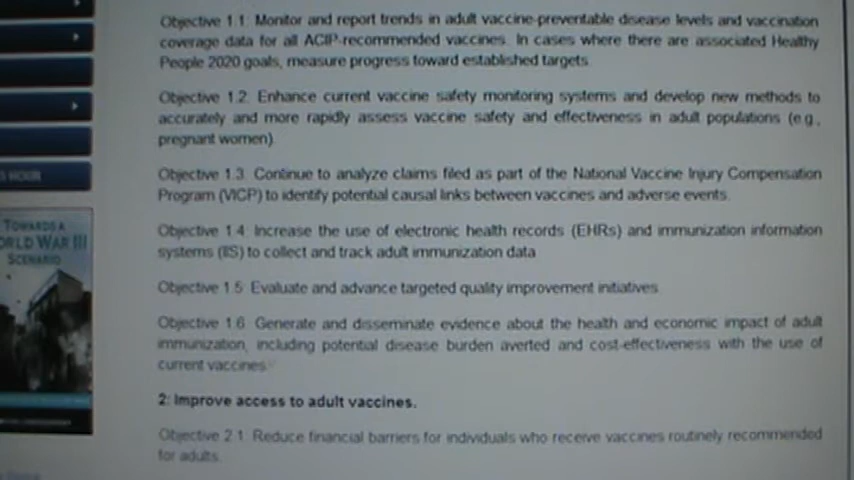 Objective 1.1: Monitor and report trends in adult vaccine-preventable disease levels and vaccination
coverage data for all ACIP-recommended vaccines. In cases where there are associated Healthy
People 2020 goals, measure progress toward established targets.
Objective 1.2: Enhance current vaccine safety monitoring systems and develop new methods to
accurately and more rapidly assess vaccine safety and effectiveness in adult populations (e.g.,
pregnant women).
Objective 1.3: Continue to analyze claims filed as part of the National Vaccine Injury Compensation
Program (VICP) to identify potential causal links between vaccines and adverse events.
Objective 1.4: Increase the use of electronic health records (EHRs) and immunization information
systems (IIS) to collect and track adult immunization data.
Objective 1.5: Evaluate and advance targeted quality improvement initiatives.
Objective 1.6: Generate and disseminate evidence about the health and economic impact of adult
immunization, including potential disease burden averted and cost-effectiveness with the use of
current vaccines.
2: Improve access to adult vaccines.
Objective 2.1: Reduce financial barriers for individuals who receive vaccines routinely recommended
for adults.
HOUR
TOWARDS A
ORLD WAR III
SCENARIO